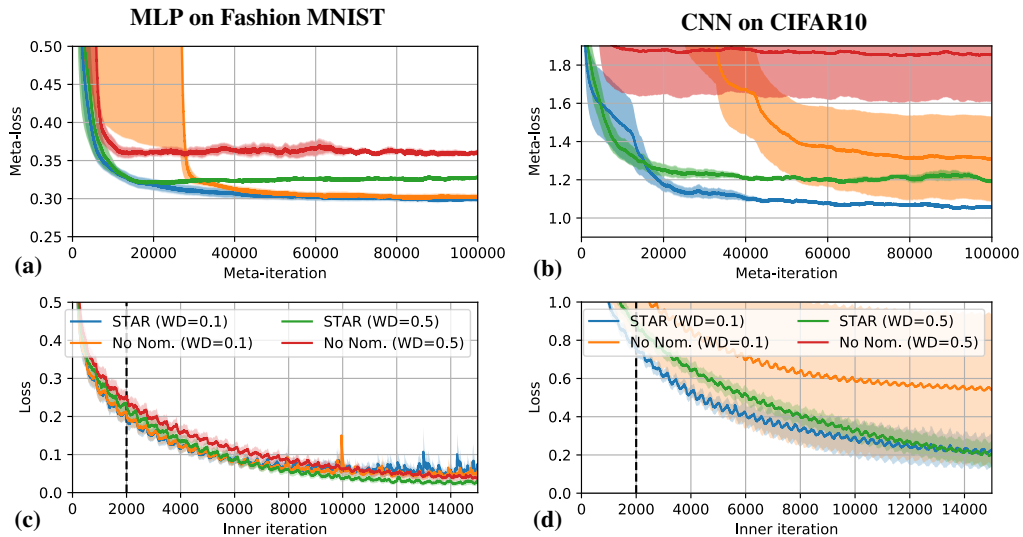 MLP on Fashion MNIST
CNN on CIFAR10
0.50
0.45
0.40
0.35
0.30
0.25
Meta-loss
0 20000 40000 60000 80000 100000
Meta-iteration
(a)
1.8
1.6
1.4
1.2
1.0
Meta-loss
0 20000 40000 60000 80000 100000
Meta-iteration
(b)
0.5
0.4
0.3
0.2
0.1
0.0
Loss
STAR (WD=0.1) STAR (WD=0.5)
No Nom. (WD=0.1) No Nom. (WD=0.5)
0 2000 4000 6000 8000 10000 12000 14000
Inner iteration
(c)
1.0
0.8
0.6
0.4
0.2
0.0
Loss
STAR (WD=0.1) STAR (WD=0.5)
No Nom. (WD=0.1) No Nom. (WD=0.5)
0 2000 4000 6000 8000 10000 12000 14000
Inner iteration
(d)